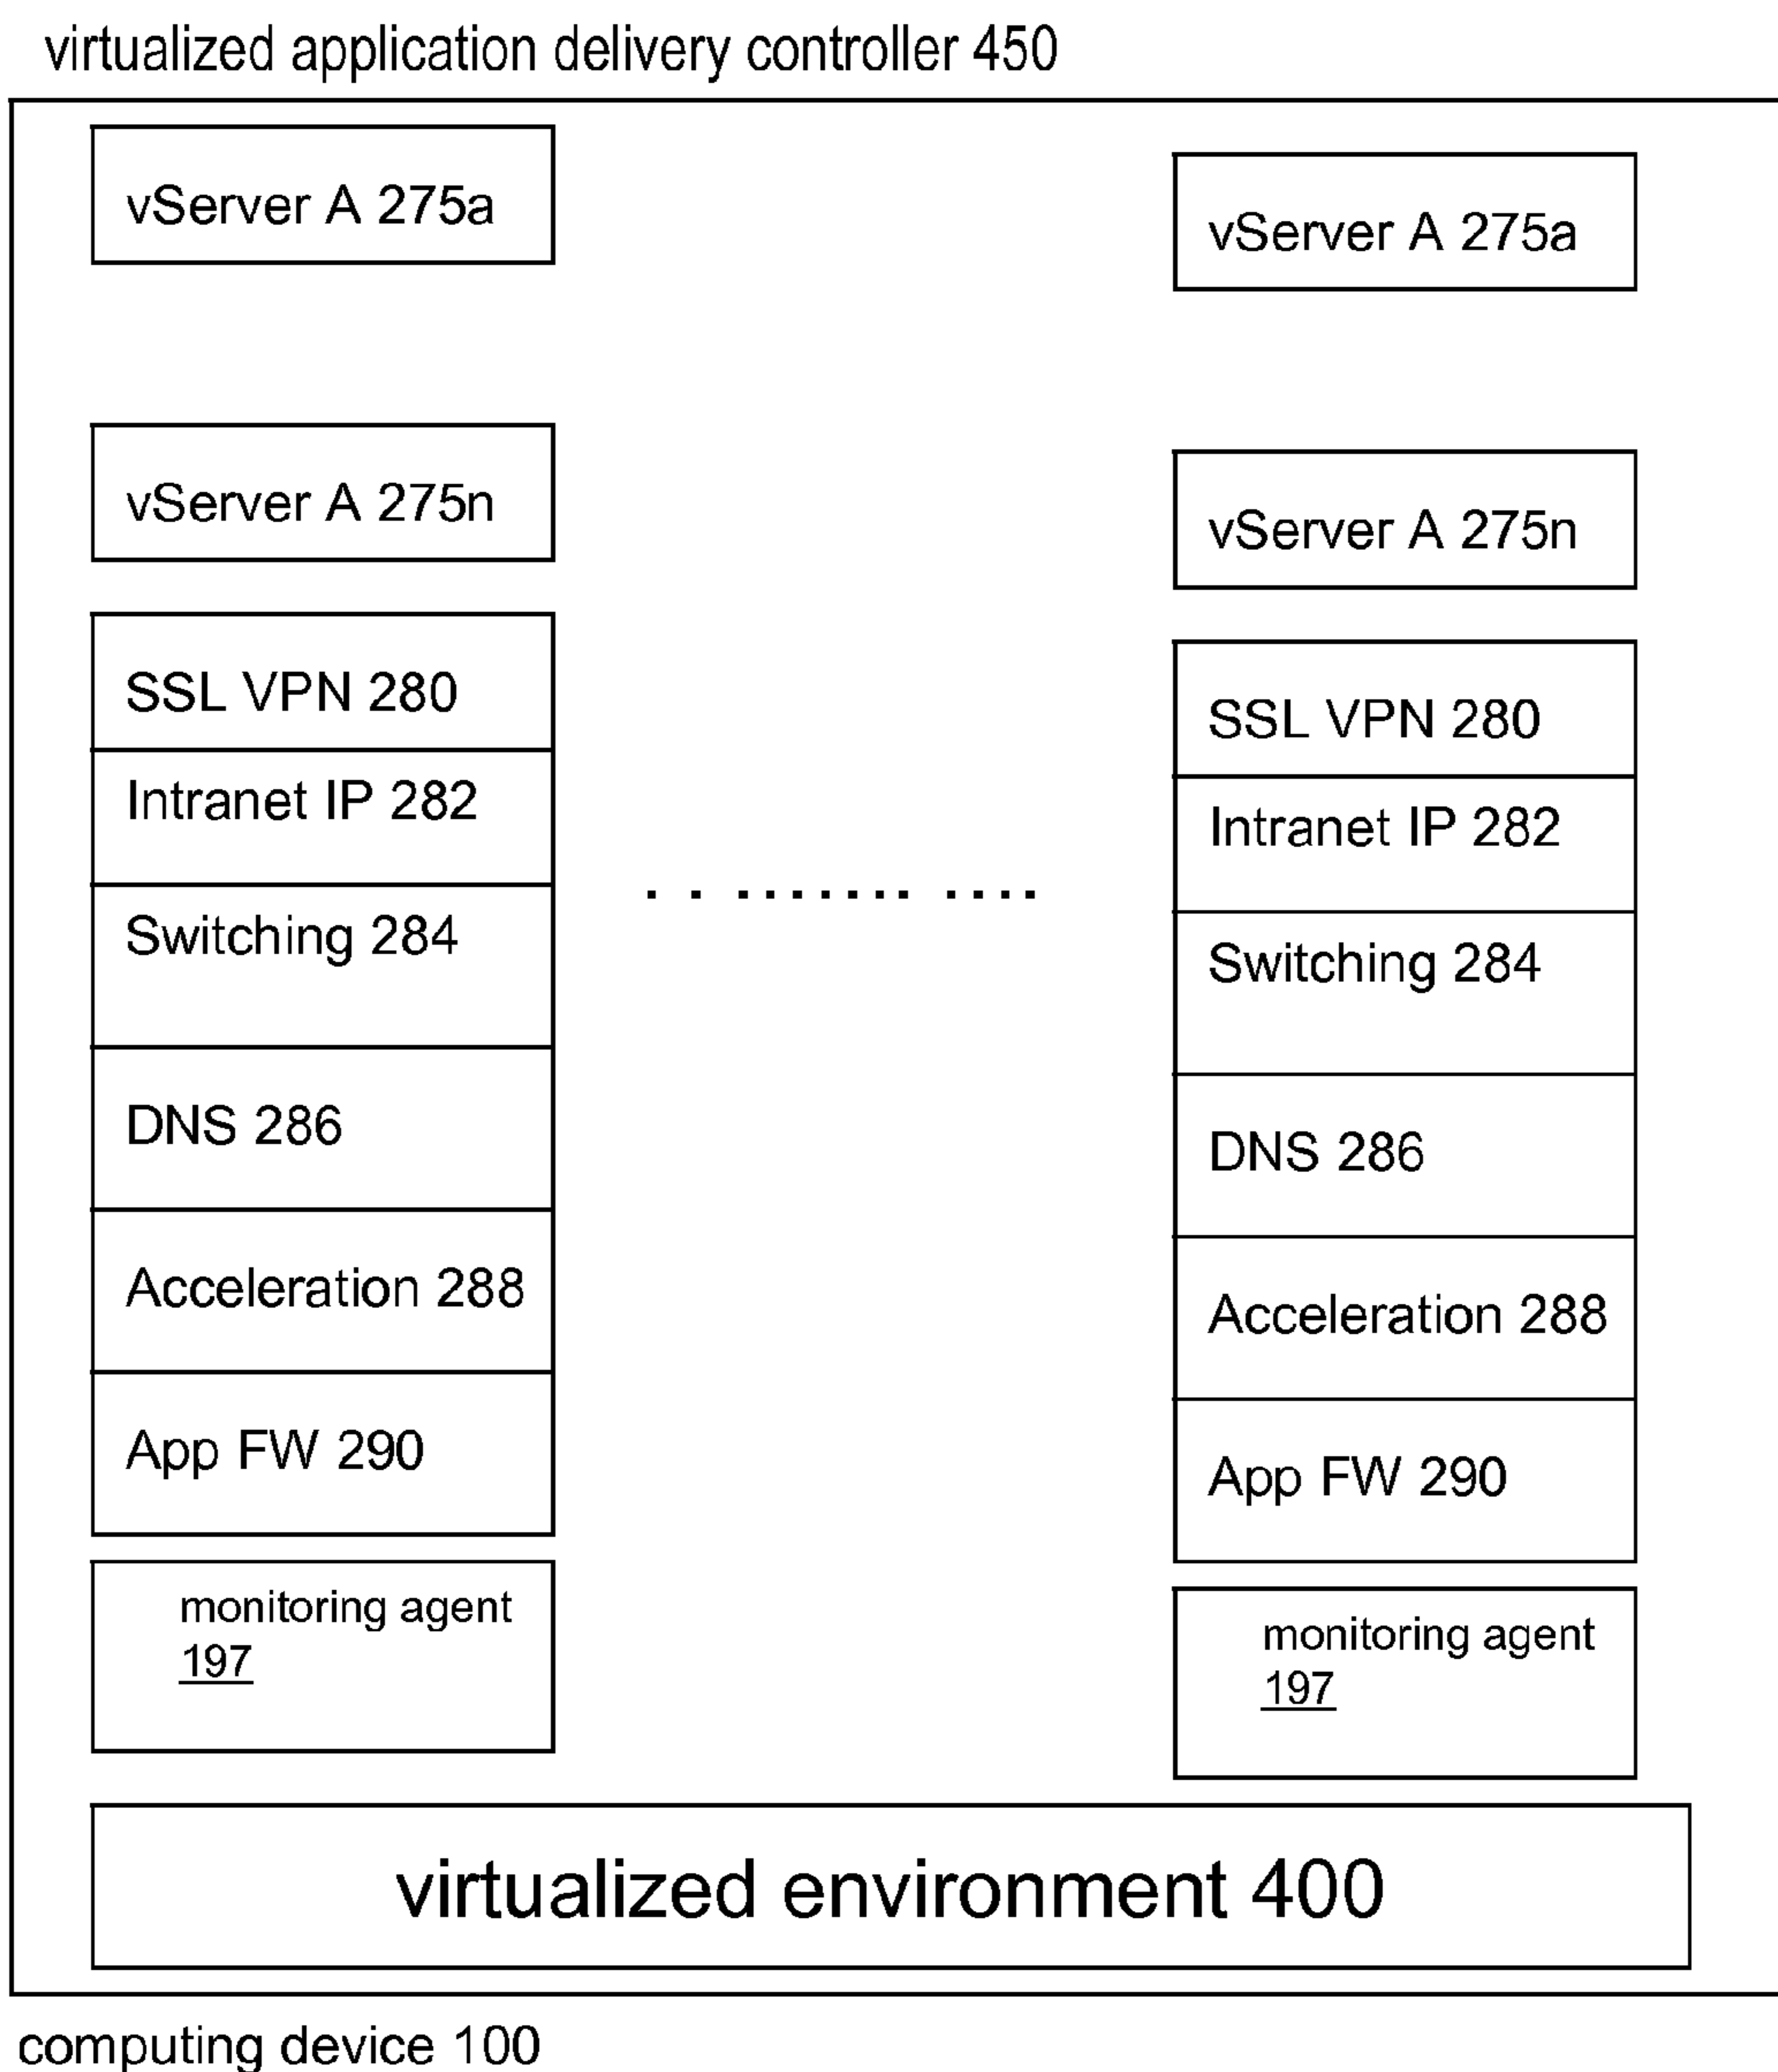 virtualized application delivery controller 450
vServer A 275a
vServer A 275n
SSL VPN 280
Intranet IP 282
Switching 284
DNS 286
Acceleration 288
App FW 290
monitoring agent
197
vServer A 275a
vServer A 275n
SSL VPN 280
Intranet IP 282
Switching 284
DNS 286
Acceleration 288
App FW 290
monitoring agent
197
virtualized environment 400
computing device 100